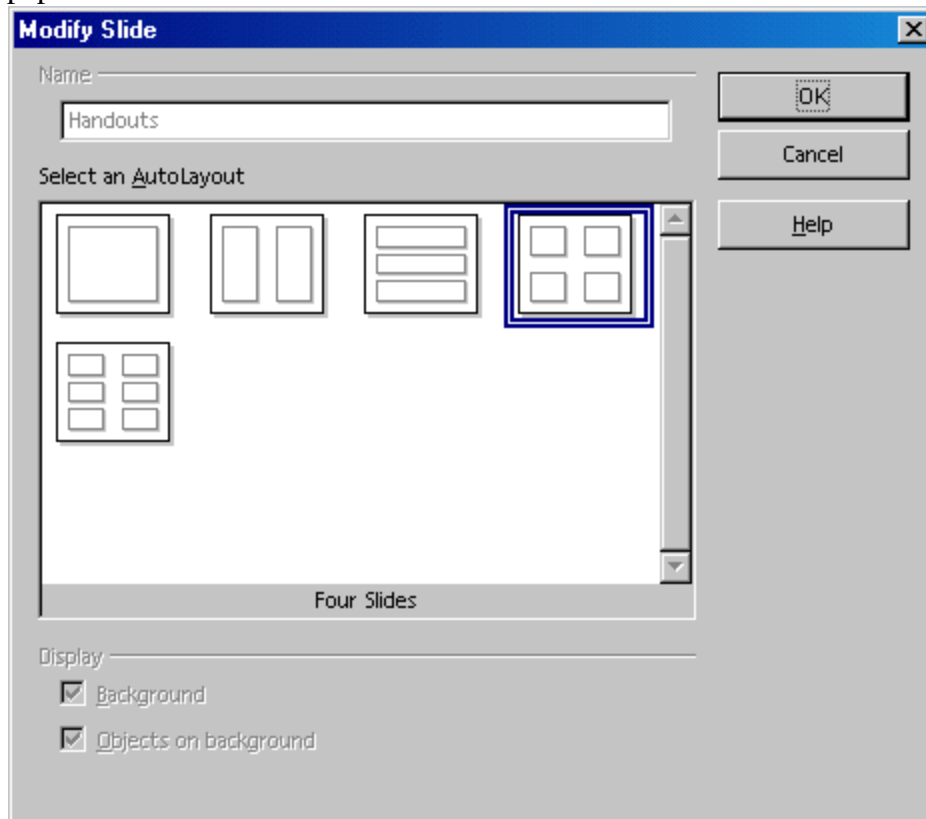 Modify Slide
Name
OK
Handouts
Cancel
Select an AutoLayout
Help
Four Slides
Display
Background
Objects on background